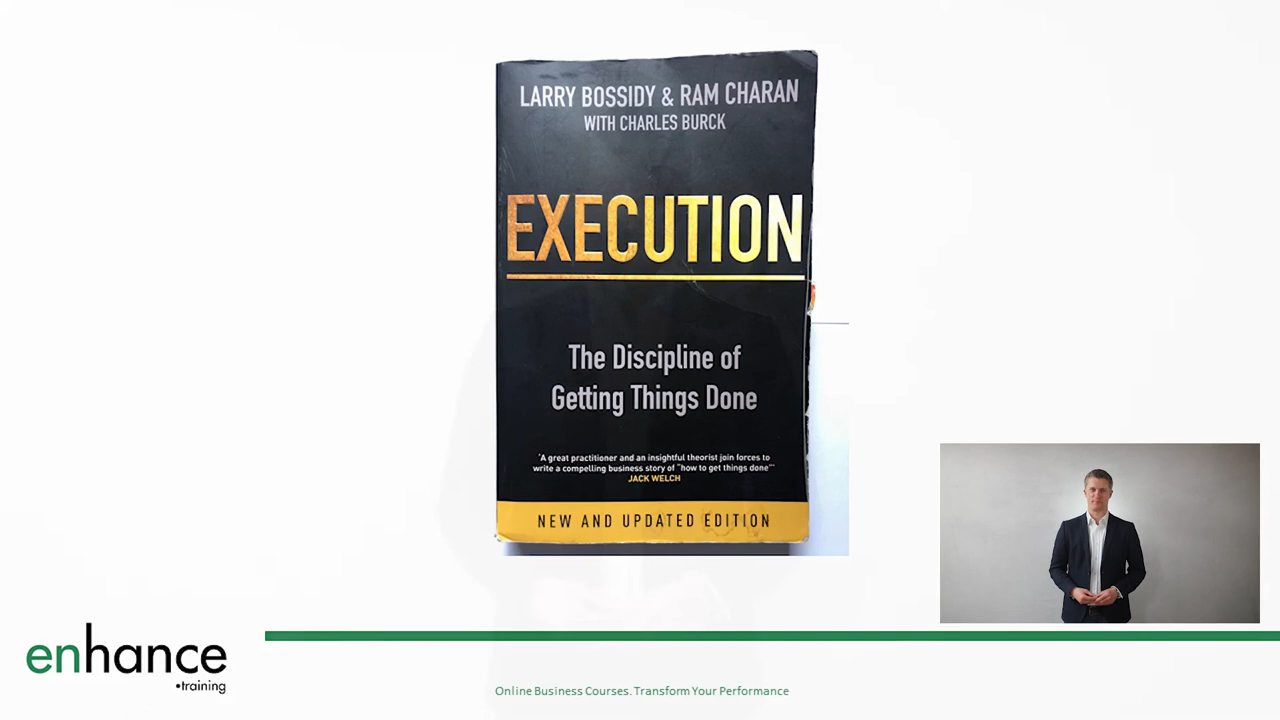 LARRY BOSSIDY & RAM CHARAN
WITH CHARLES BURCK
EXECUTION
The Discipline of
Getting Things Done
'A great practitioner and an insightful theorist join forces to
write a compelling business story of "how to get things done"'
JACK WELCH
NEW AND UPDATED EDITION
enhance
•training
Online Business Courses. Transform Your Performance